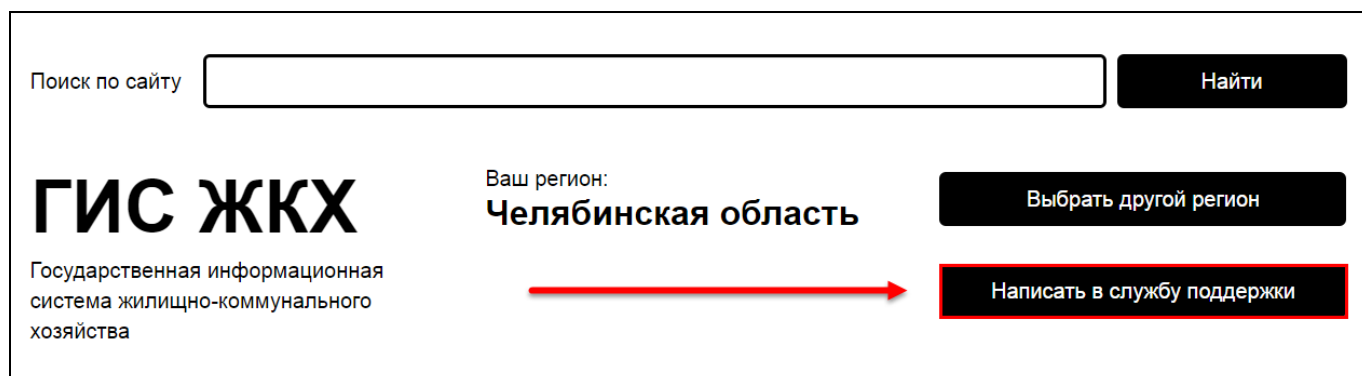 Поиск по сайту
Найти
ГИС ЖКХ
Государственная информационная
система жилищно-коммунального
хозяйства
Ваш регион:
Челябинская область
Выбрать другой регион
Написать в службу поддержки